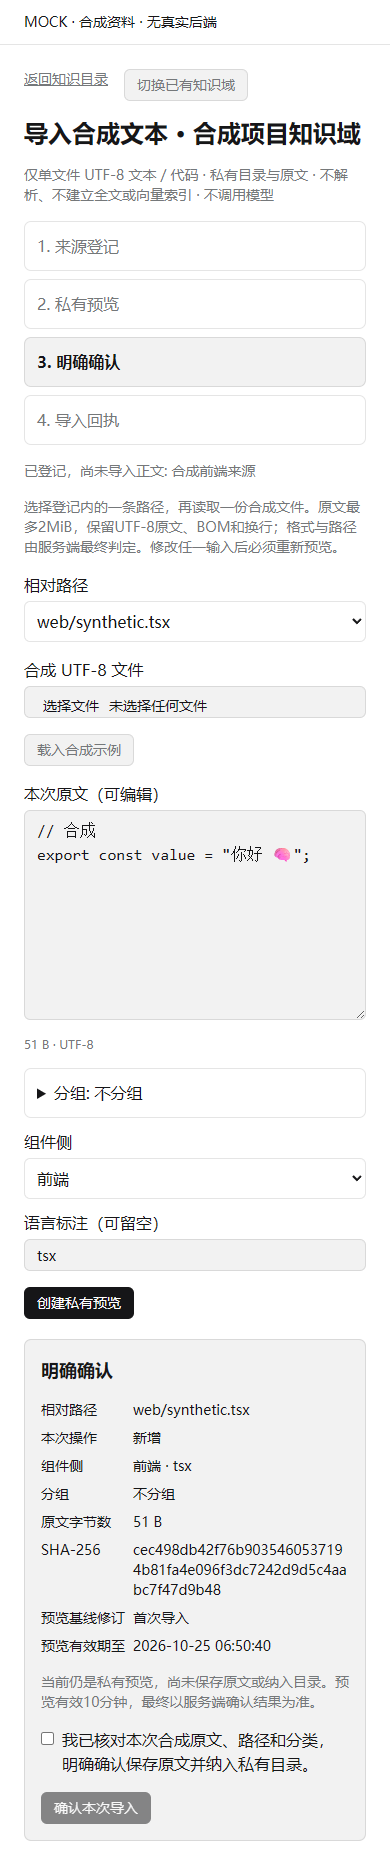 MOCK · 合成资料 · 无真实后端
返回知识目录
切换已有知识域
导入合成文本 · 合成项目知识域
仅单文件 UTF-8 文本 / 代码 · 私有目录与原文 · 不解
析、不建立全文或向量索引 · 不调用模型
1. 来源登记
2. 私有预览
3. 明确确认
4. 导入回执
已登记，尚未导入正文: 合成前端来源
选择登记内的一条路径，再读取一份合成文件。原文最
多2MiB，保留UTF-8原文、BOM和换行；格式与路径
由服务端最终判定。修改任一输入后必须重新预览。
相对路径
web/synthetic.tsx
合成 UTF-8 文件
选择文件 未选择任何文件
载入合成示例
本次原文（可编辑）
// 合成
export const value = "你好 🧠";
51 B · UTF-8
▶ 分组: 不分组
组件侧
前端
语言标注（可留空）
tsx
创建私有预览
明确确认
相对路径 web/synthetic.tsx
本次操作 新增
组件侧 前端 · tsx
分组 不分组
原文字节数 51 B
SHA-256 cec498db42f76b903546053719
4b81fa4e096f3dc7242d9d5c4aa
bc7f47d9b48
预览基线修订 首次导入
预览有效期至 2026-10-25 06:50:40
当前仍是私有预览，尚未保存原文或纳入目录。预
览有效10分钟，最终以服务端确认结果为准。
我已核对本次合成原文、路径和分类，
明确确认保存原文并纳入私有目录。
确认本次导入